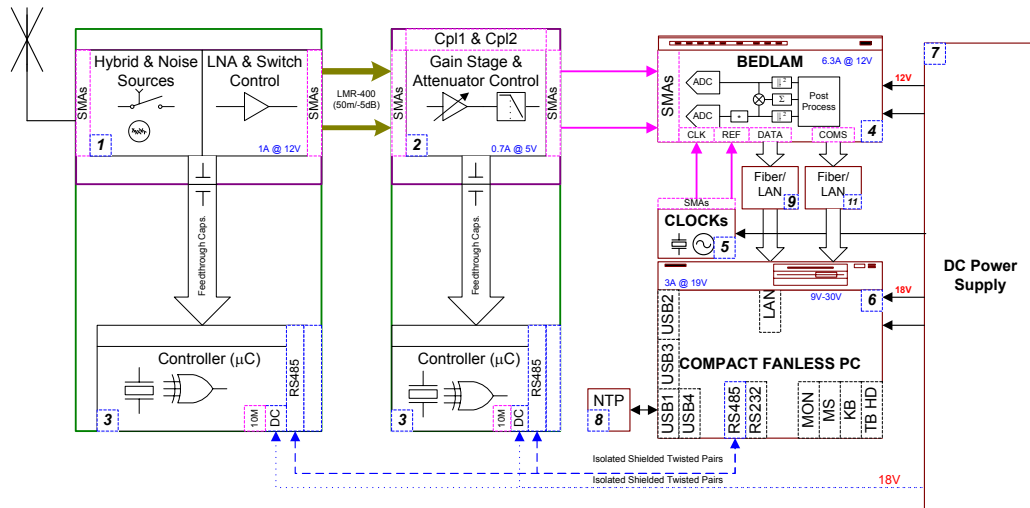 Hybrid & Noise
Sources
LNA & Switch
Control
SMAs
SMAs
1
1A @ 12V
LMR-400
(50m/-5dB)
Cpl1 & Cpl2
Gain Stage &
Attenuator Control
SMAs
SMAs
2
0.7A @ 5V
BEDLAM
6.3A @ 12V
SMAs
ADC
ADC
+
Σ
Post
Process
4
CLK
REF
DATA
COMS
12V
7
Fiber/
LAN
9
Fiber/
LAN
11
SMAs
CLOCKs
5
DC Power
Supply
Feedthrough Caps.
Feedthrough Caps.
3A @ 19V
9V-30V
6
18V
USB2
LAN
USB3
COMPACT FANLESS PC
USB1
USB4
RS485
RS232
MON
MS
KB
TB HD
NTP
8
Controller (μC)
RS485
3
10M
DC
Controller (μC)
RS485
3
10M
DC
Isolated Shielded Twisted Pairs
Isolated Shielded Twisted Pairs
18V